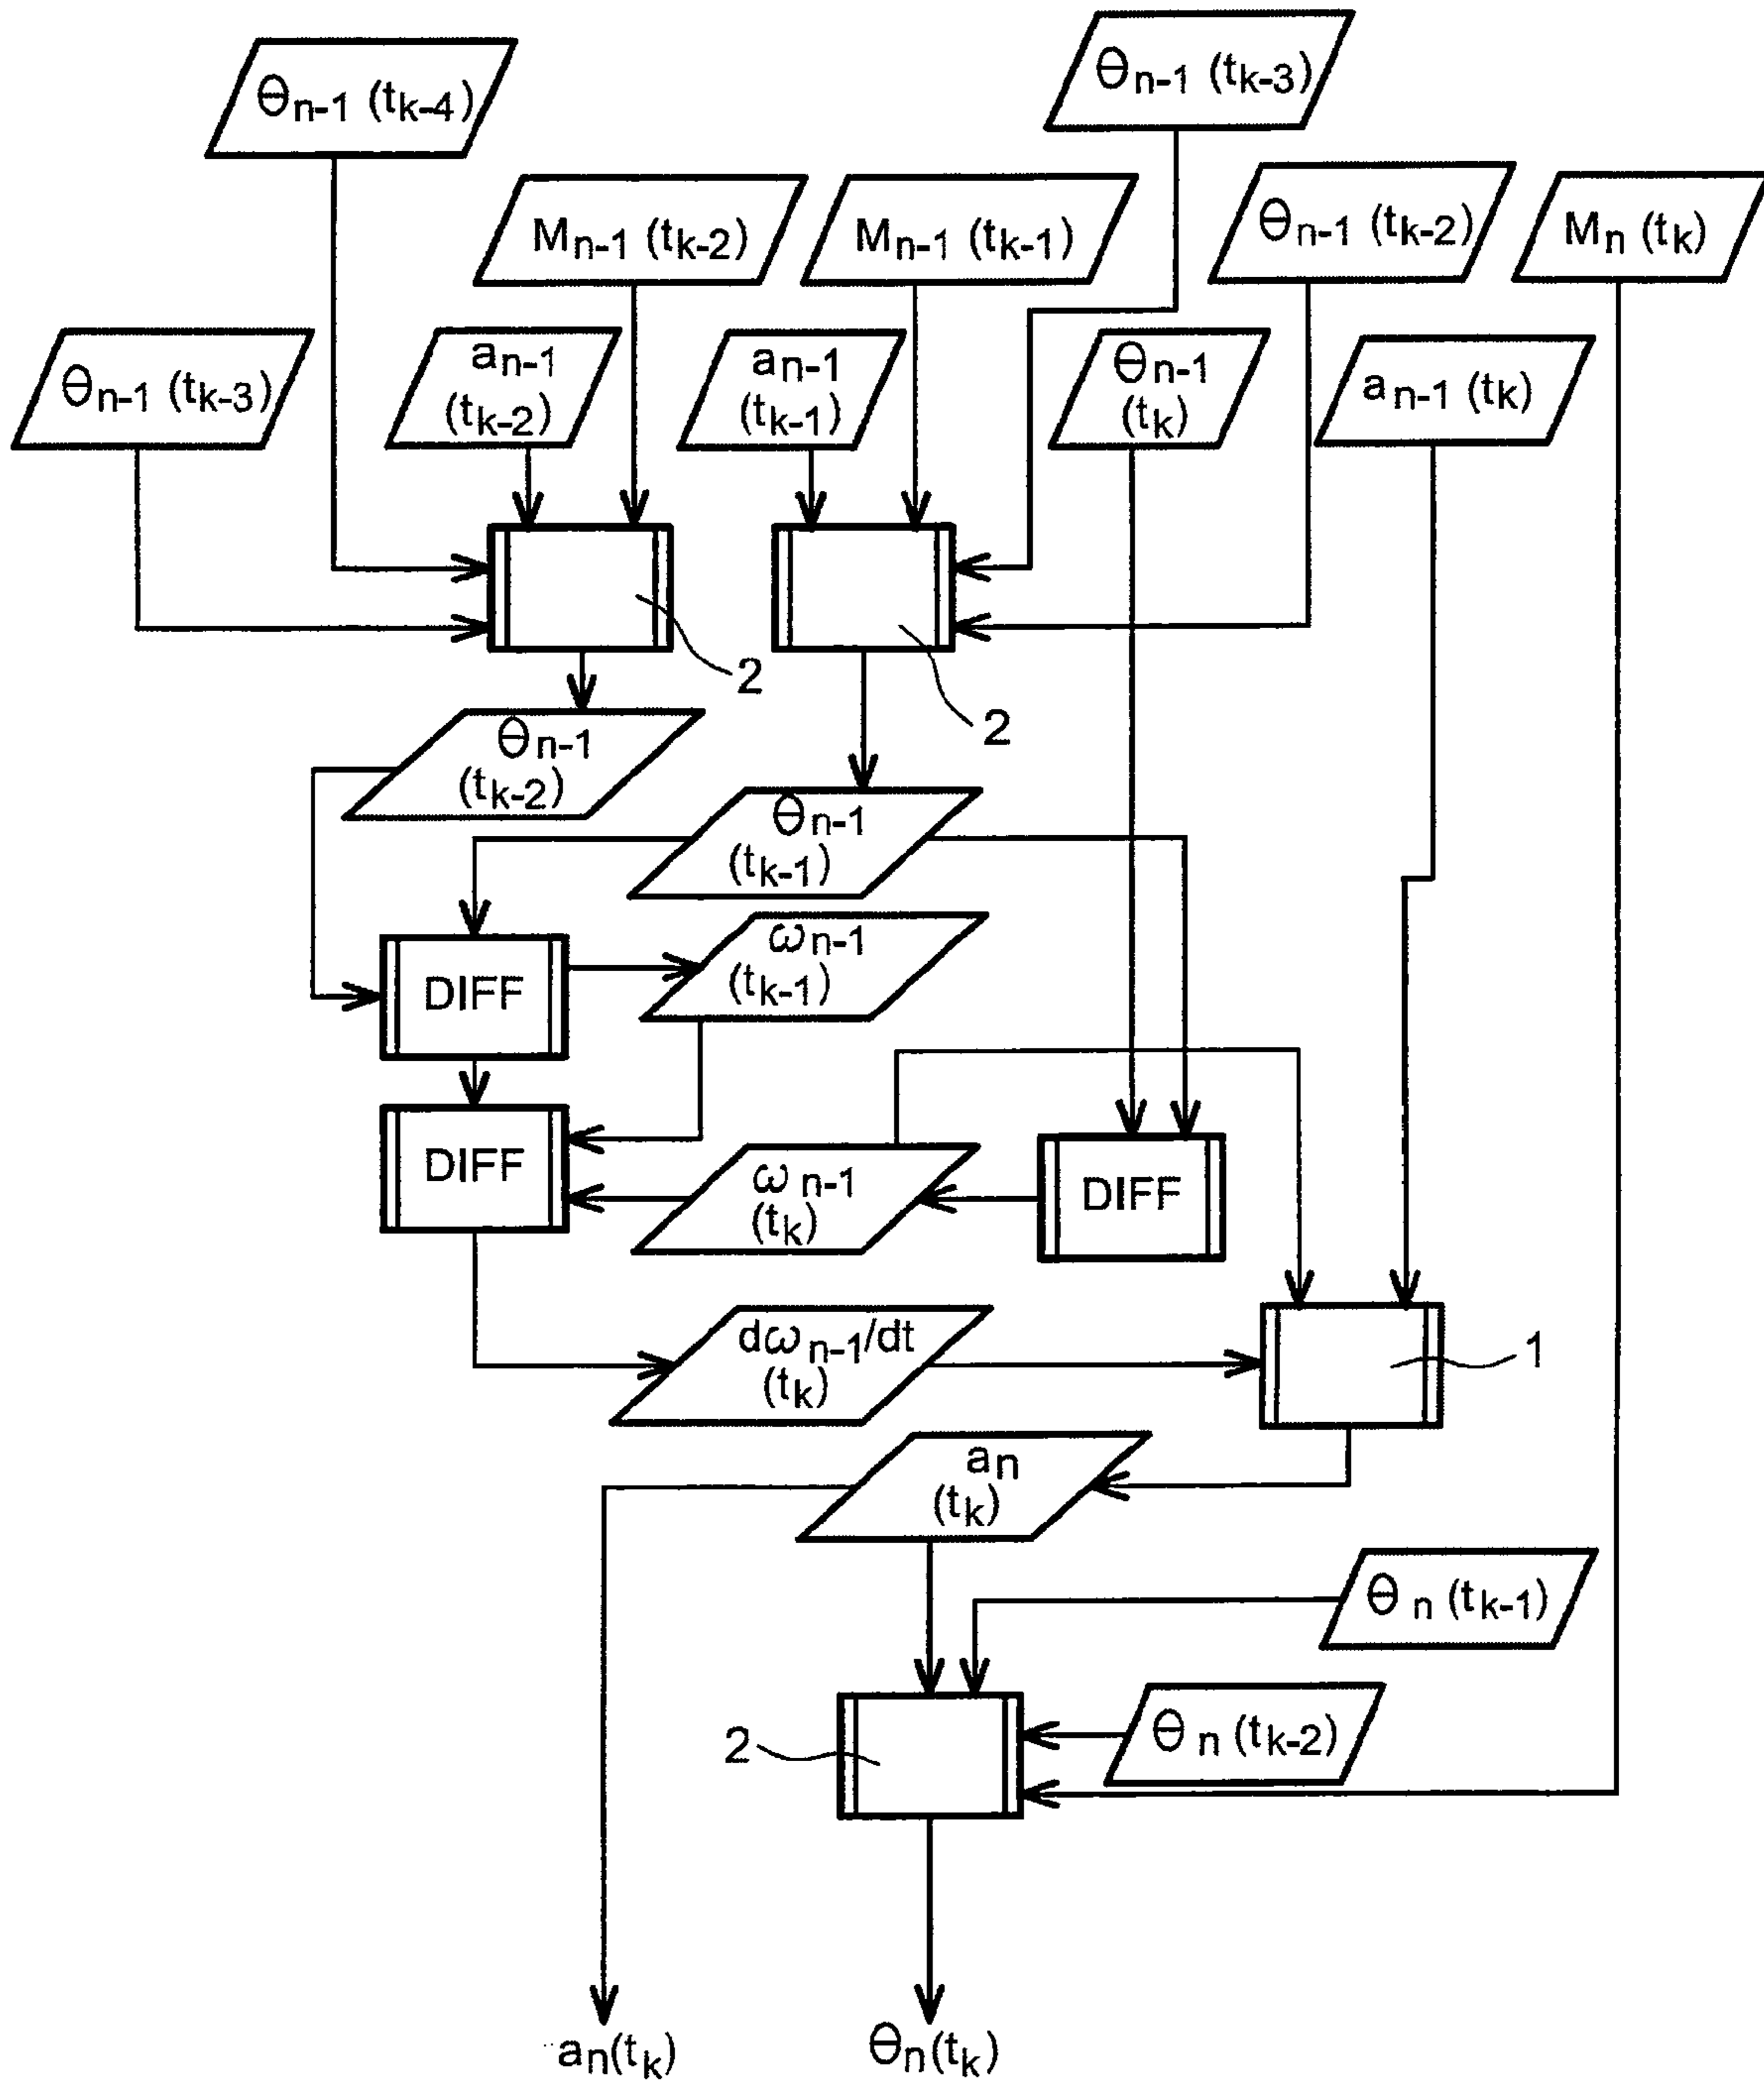 θn-1 (tk-4)
θn-1 (tk-3)
Mn-1 (tk-2)
Mn-1 (tk-1)
θn-1 (tk-2)
Mn (tk)
θn-1 (tk-3)
an-1
(tk-2)
an-1
(tk-1)
θn-1
(tk)
an-1 (tk)
2
2
θn-1
(tk-2)
θn-1
(tk-1)
DIFF
ωn-1
(tk-1)
DIFF
ωn-1
(tk)
DIFF
dωn-1/dt
(tk)
1
an
(tk)
θn (tk-1)
2
θn (tk-2)
an(tk)
θn(tk)